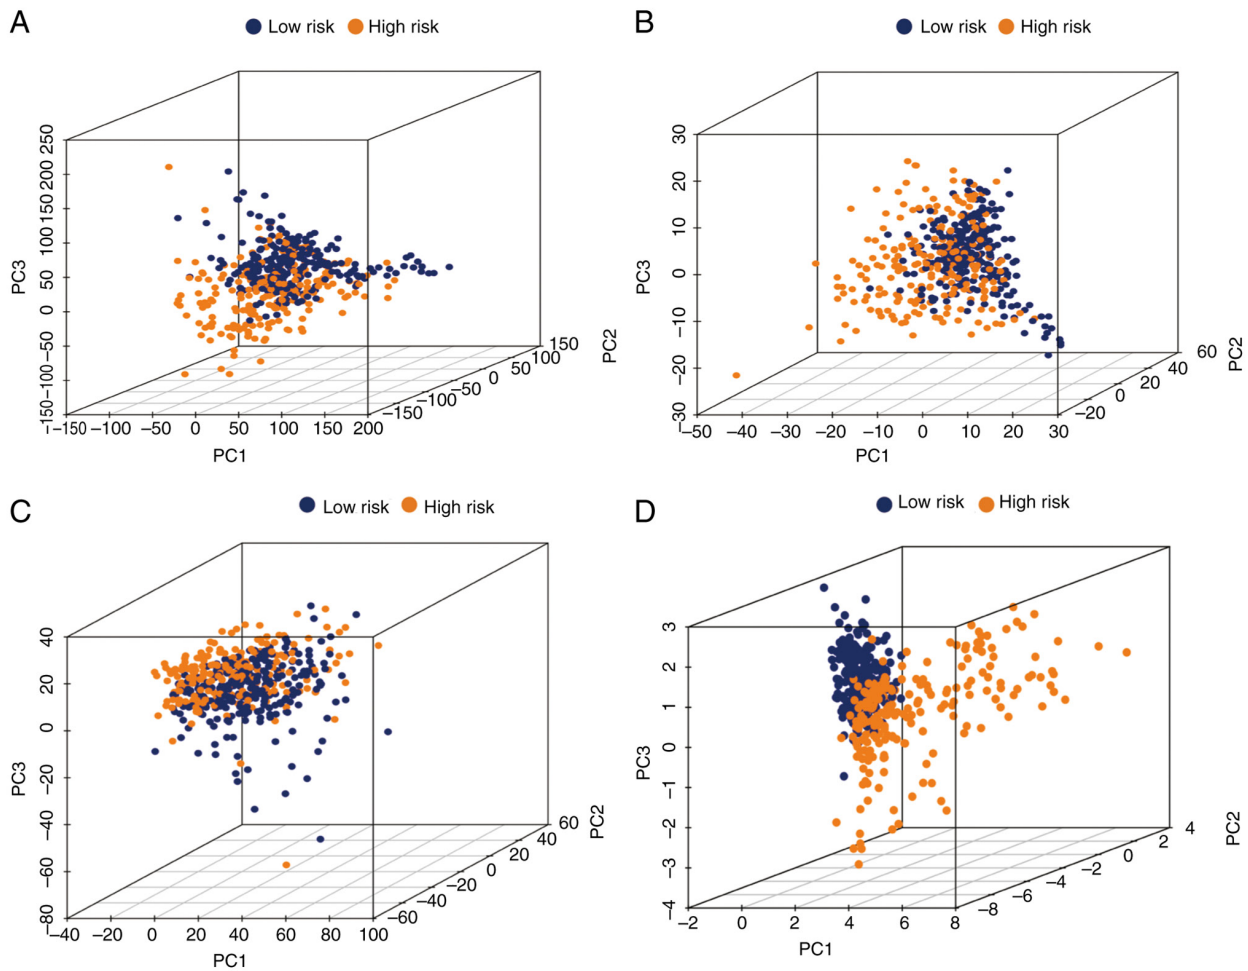 A
Low risk High risk
PC3
250
200
150
100
50
0
−50
−100
−150
−150 −100 −50 0 50 100 150 200
PC1
−150
−100
−50
0
50
100
150
PC2
B
Low risk High risk
PC3
30
20
10
0
−10
−20
−30
−50 −40 −20 −10 0 10 20 30
PC1
−20
0
20
40
60
PC2
C
Low risk High risk
PC3
40
20
0
−20
−40
−60
−80
−40 −20 0 20 40 60 80 100
PC1
−60
−40
−20
0
20
40
60
PC2
D
Low risk High risk
PC3
3
2
1
0
−1
−2
−3
−4
−2 0 2 4 6 8
PC1
−8
−6
−4
−2
0
2
4
PC2